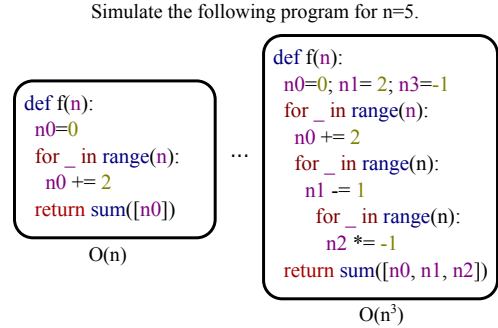 Simulate the following program for n=5.
def f(n):
n0=0
for _ in range(n):
n0 += 2
return sum([n0])
O(n)
...
def f(n):
n0=0; n1= 2; n3=-1
for _ in range(n):
n0 += 2
for _ in range(n):
n1 -= 1
for _ in range(n):
n2 *= -1
return sum([n0, n1, n2])
O(n³)